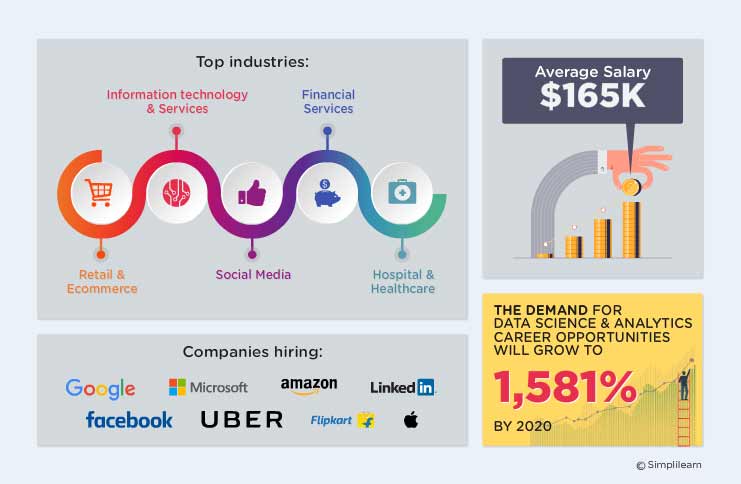 Top industries:
Information technology
& Services
Financial
Services
Retail &
Ecommerce
Social Media
Hospital &
Healthcare
Average Salary
$165K
$
Companies hiring:
Google
Microsoft
amazon
Linked in
facebook
UBER
Flipkart
THE DEMAND FOR
DATA SCIENCE & ANALYTICS
CAREER OPPORTUNITIES
WILL GROW TO
1,581%
BY 2020
© Simplilearn